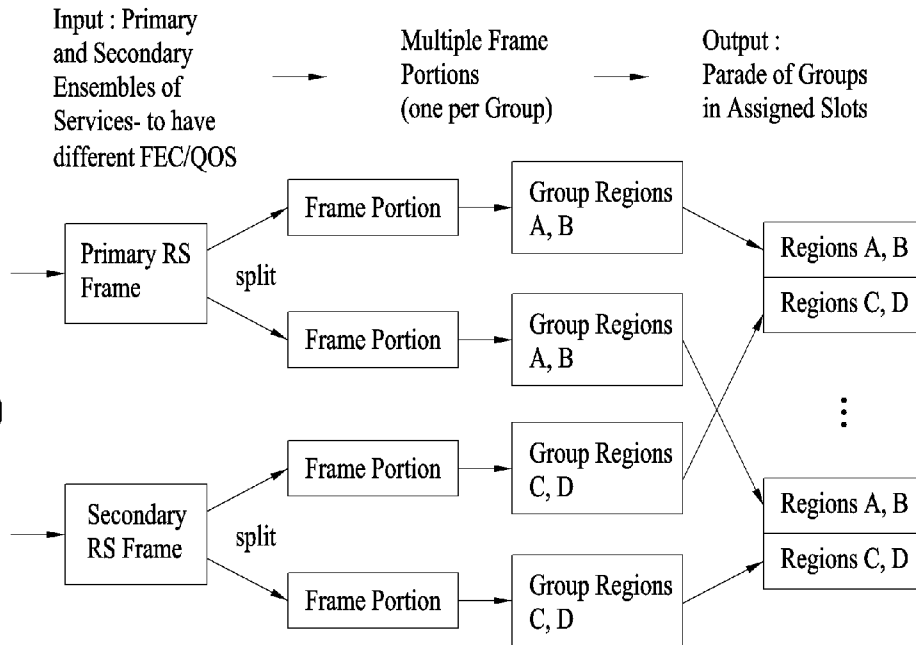 Input : Primary
and Secondary
Ensembles of
Services- to have
different FEC/QOS
Multiple Frame
Portions
(one per Group)
Output :
Parade of Groups
in Assigned Slots
Primary RS
Frame
split
Frame Portion
Group Regions
A, B
Frame Portion
Group Regions
A, B
Regions A, B
Regions C, D
Secondary
RS Frame
split
Frame Portion
Group Regions
C, D
Frame Portion
Group Regions
C, D
Regions A, B
Regions C, D